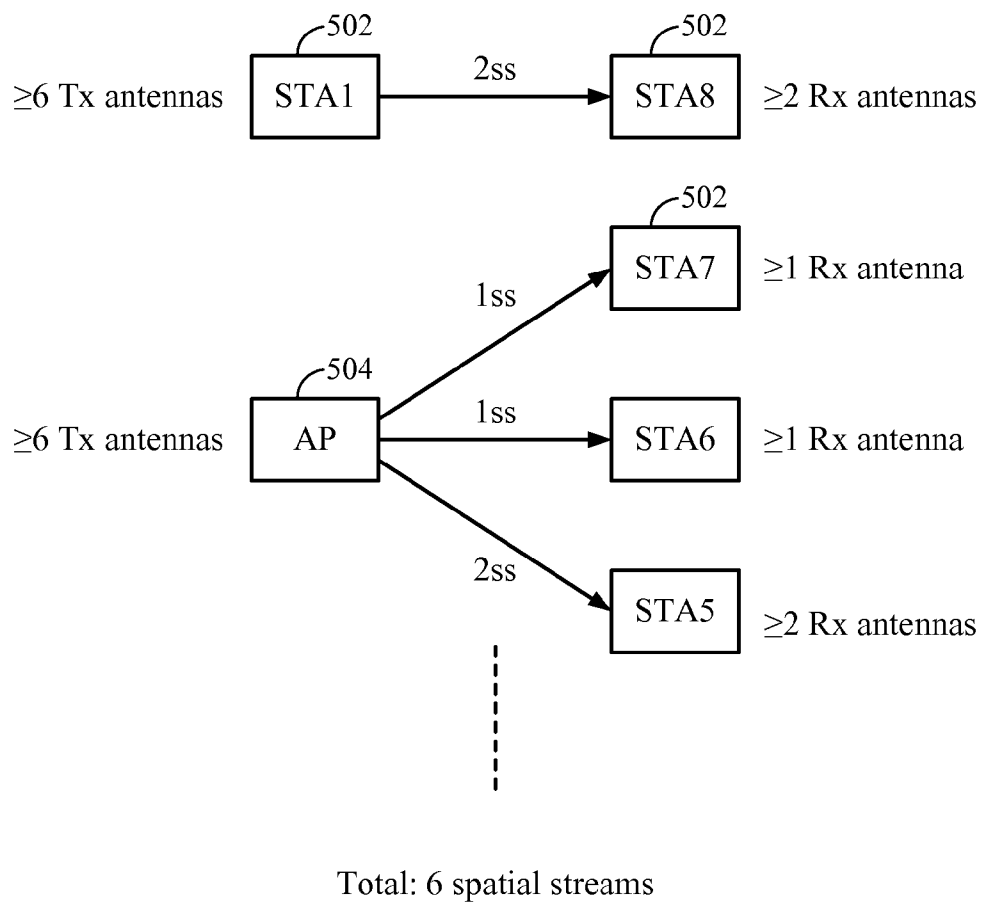 502
502
≥6 Tx antennas
STA1
2ss
STA8
≥2 Rx antennas
502
STA7
≥1 Rx antenna
1ss
504
≥6 Tx antennas
AP
1ss
STA6
≥1 Rx antenna
2ss
STA5
≥2 Rx antennas
Total: 6 spatial streams